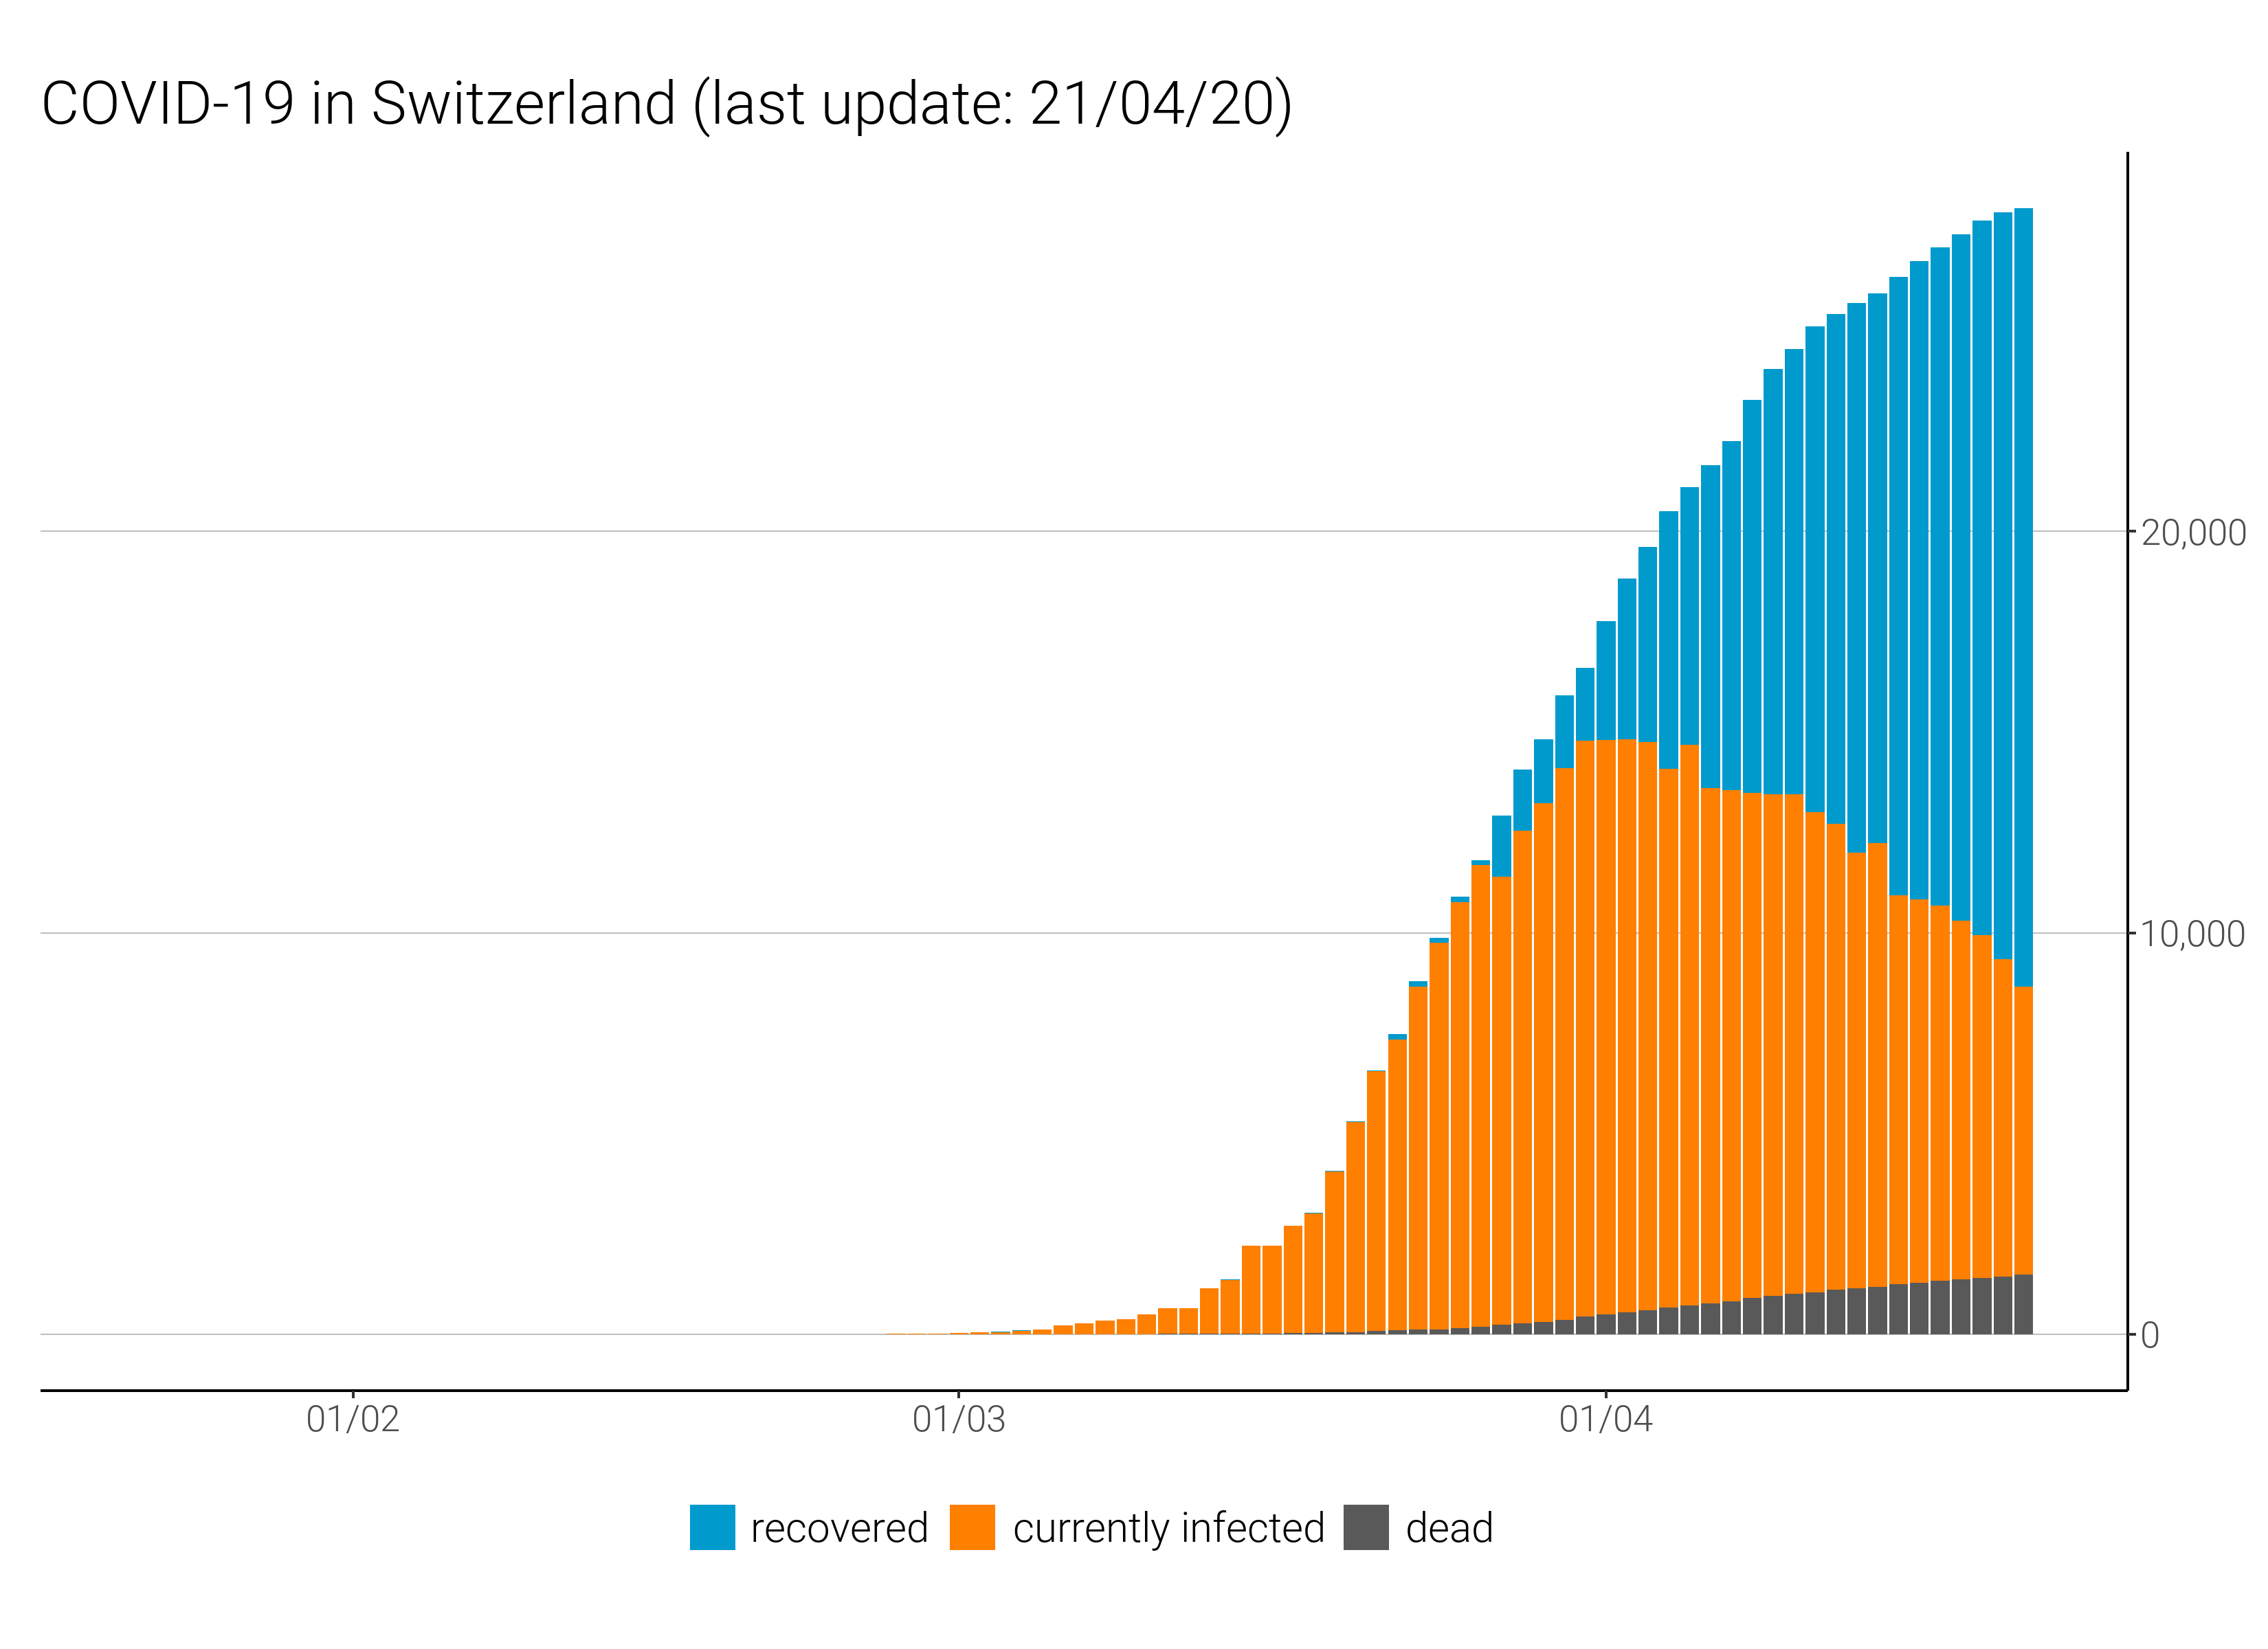 COVID-19 in Switzerland (last update: 21/04/20)
20,000
10,000
0
01/02 01/03 01/04
recovered currently infected dead